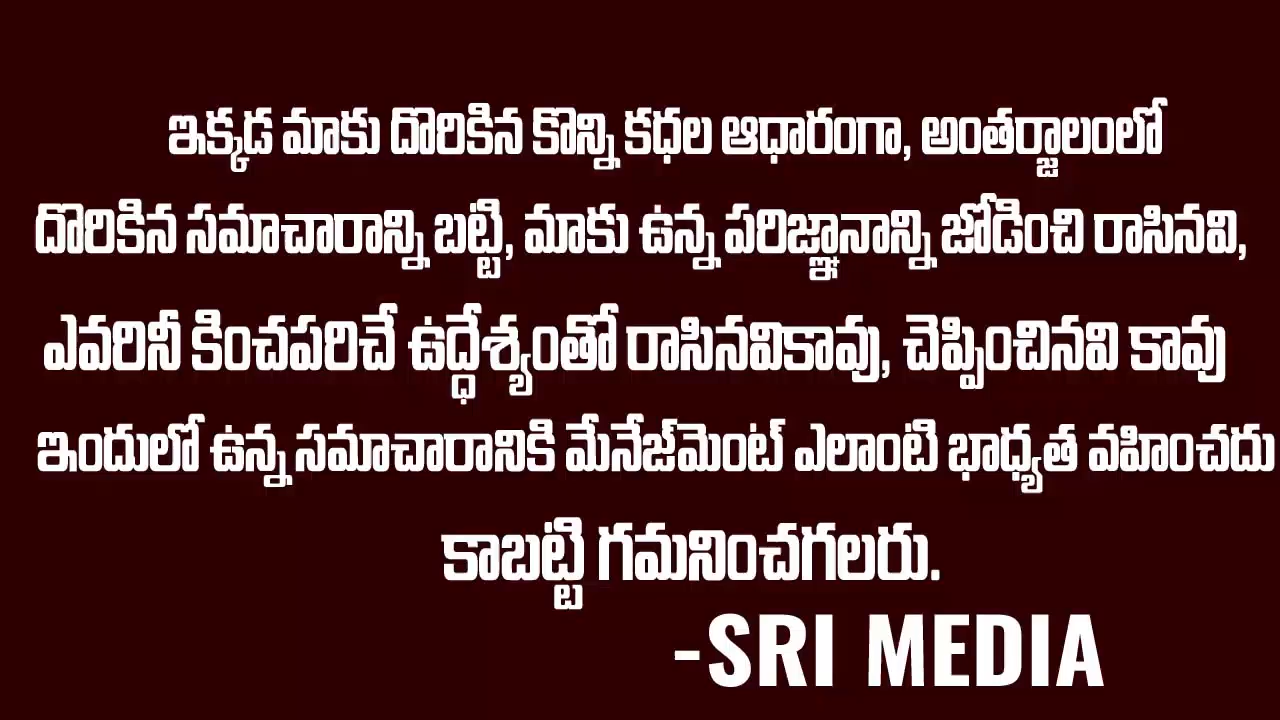 ఇక్కడ మాకు దొరికిన కొన్ని కధల ఆధారంగా, అంతర్జాలంలో
దొరికిన సమాచారాన్ని బట్టి, మాకు ఉన్న పరిజ్ఞానాన్ని జోడించి రాసినవి,
ఎవరినీ కించపరిచే ఉద్ధేశ్యంతో రాసినవికావు, చెప్పించినవి కావు
ఇందులో ఉన్న సమాచారానికి మేనేజ్‌మెంట్ ఎలాంటి భాధ్యత వహించదు
కాబట్టి గమనించగలరు.
-SRI MEDIA